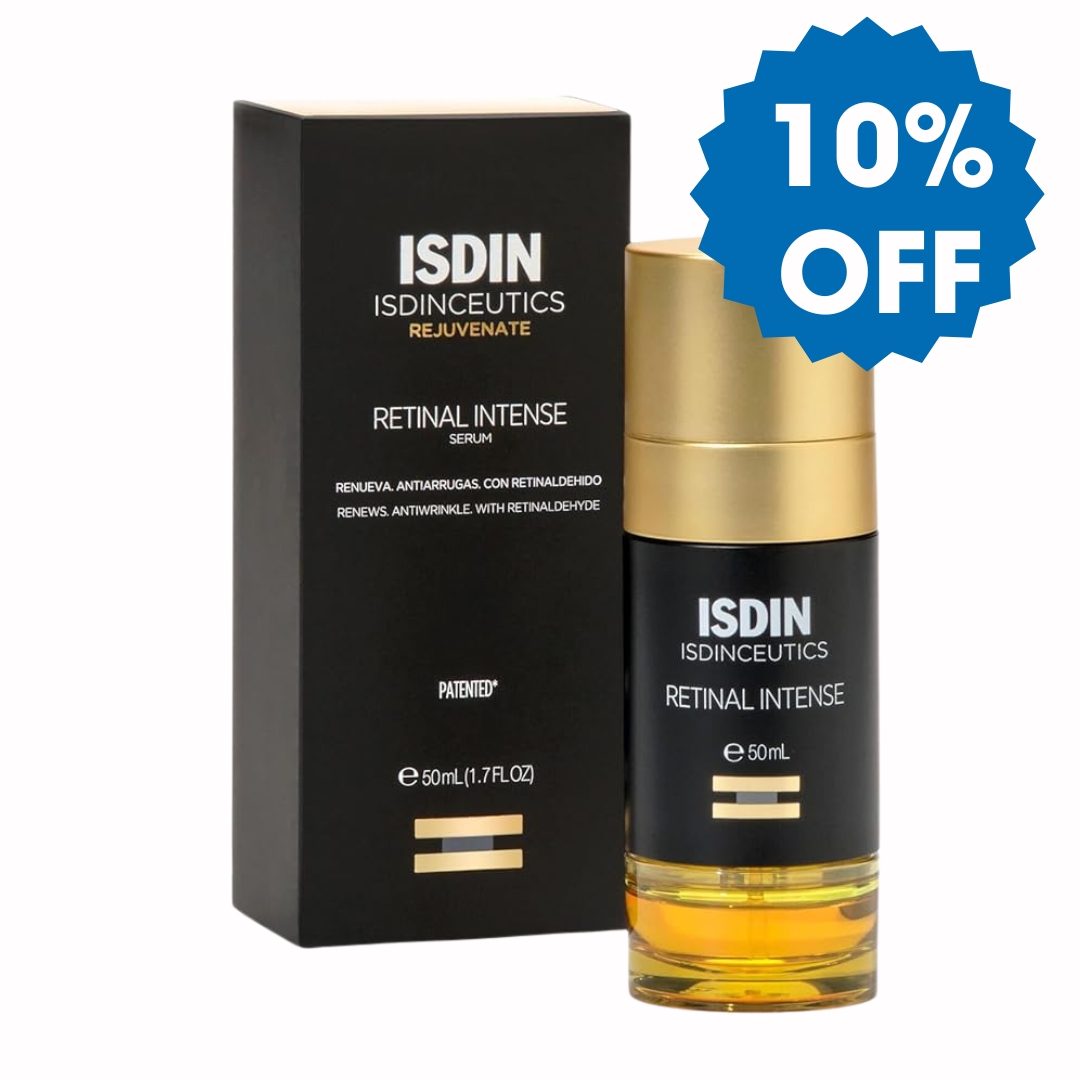 10%
OFF
ISDIN
ISDINCEUTICS
REJUVENATE
RETINAL INTENSE
SERUM
RENUEVA. ANTIARRUGAS. CON RETINALDEHIDO
RENEWS. ANTIWRINKLE. WITH RETINALDEHYDE
PATENTED*
℮ 50mL(1.7 FL OZ)
ISDIN
ISDINCEUTICS
RETINAL INTENSE
℮ 50mL